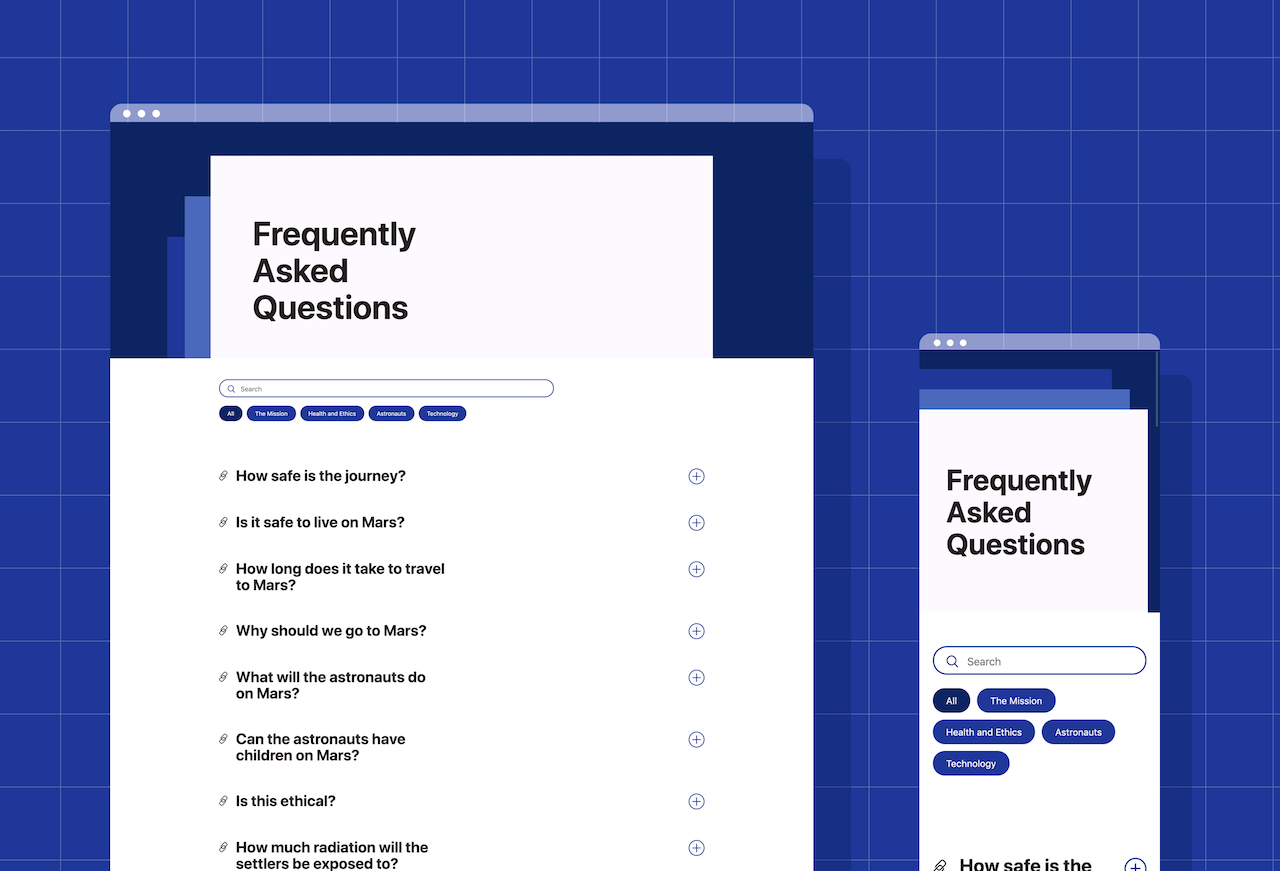 Frequently
Asked
Questions
Search
All The Mission Health and Ethics Astronauts Technology
How safe is the journey?
Is it safe to live on Mars?
How long does it take to travel
to Mars?
Why should we go to Mars?
What will the astronauts do
on Mars?
Can the astronauts have
children on Mars?
Is this ethical?
How much radiation will the
settlers be exposed to?
Frequently
Asked
Questions
Search
All The Mission
Health and Ethics Astronauts
Technology
How safe is the